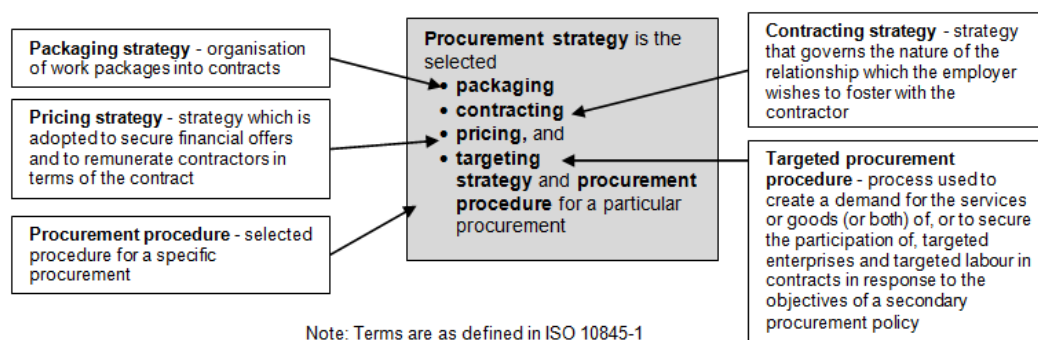 Packaging strategy - organisation
of work packages into contracts
Pricing strategy - strategy which is
adopted to secure financial offers
and to remunerate contractors in
terms of the contract
Procurement procedure - selected
procedure for a specific
procurement
Procurement strategy is the
selected
• packaging
• contracting
• pricing, and
• targeting
strategy and procurement
procedure for a particular
procurement
Contracting strategy - strategy
that governs the nature of the
relationship which the employer
wishes to foster with the
contractor
Targeted procurement
procedure - process used to
create a demand for the services
or goods (or both) of, or to secure
the participation of, targeted
enterprises and targeted labour in
contracts in response to the
objectives of a secondary
procurement policy
Note: Terms are as defined in ISO 10845-1